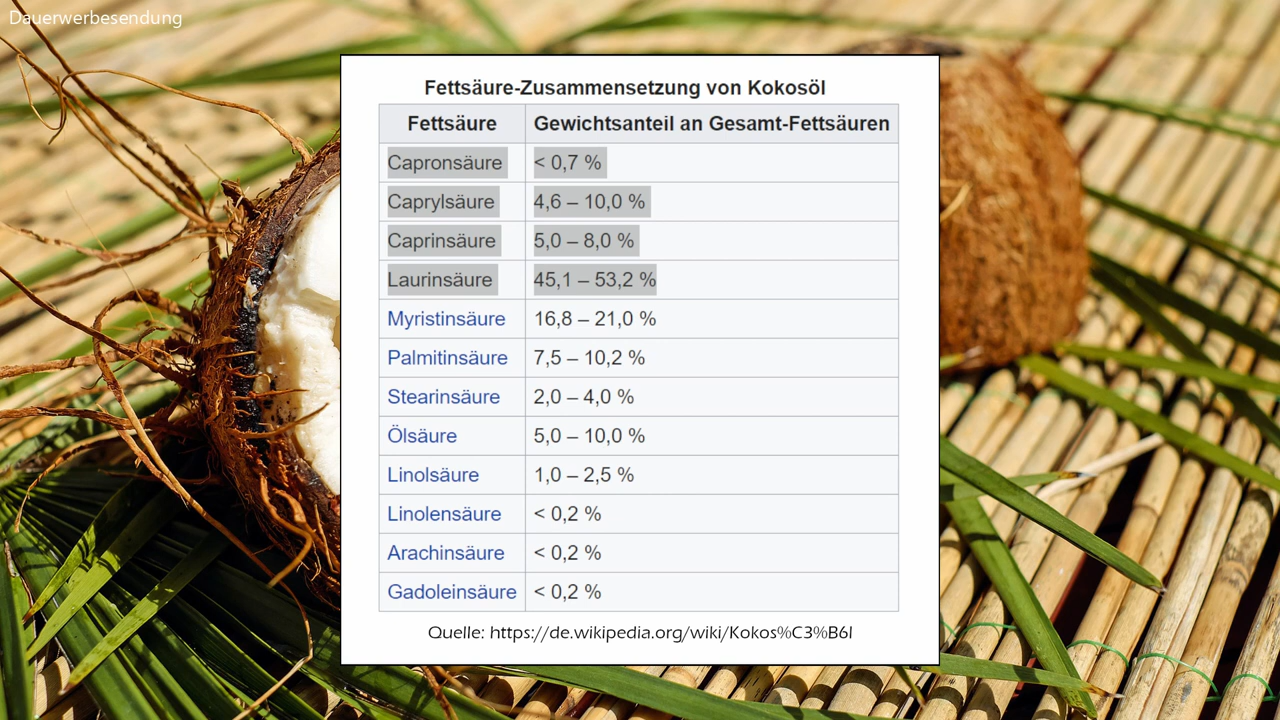 Dauerwerbesendung
Fettsäure-Zusammensetzung von Kokosöl
Fettsäure Gewichtsanteil an Gesamt-Fettsäuren
Capronsäure < 0,7 %
Caprylsäure 4,6 – 10,0 %
Caprinsäure 5,0 – 8,0 %
Laurinsäure 45,1 – 53,2 %
Myristinsäure 16,8 – 21,0 %
Palmitinsäure 7,5 – 10,2 %
Stearinsäure 2,0 – 4,0 %
Ölsäure 5,0 – 10,0 %
Linolsäure 1,0 – 2,5 %
Linolensäure < 0,2 %
Arachinsäure < 0,2 %
Gadoleinsäure < 0,2 %
Quelle: https://de.wikipedia.org/wiki/Kokos%C3%B6l